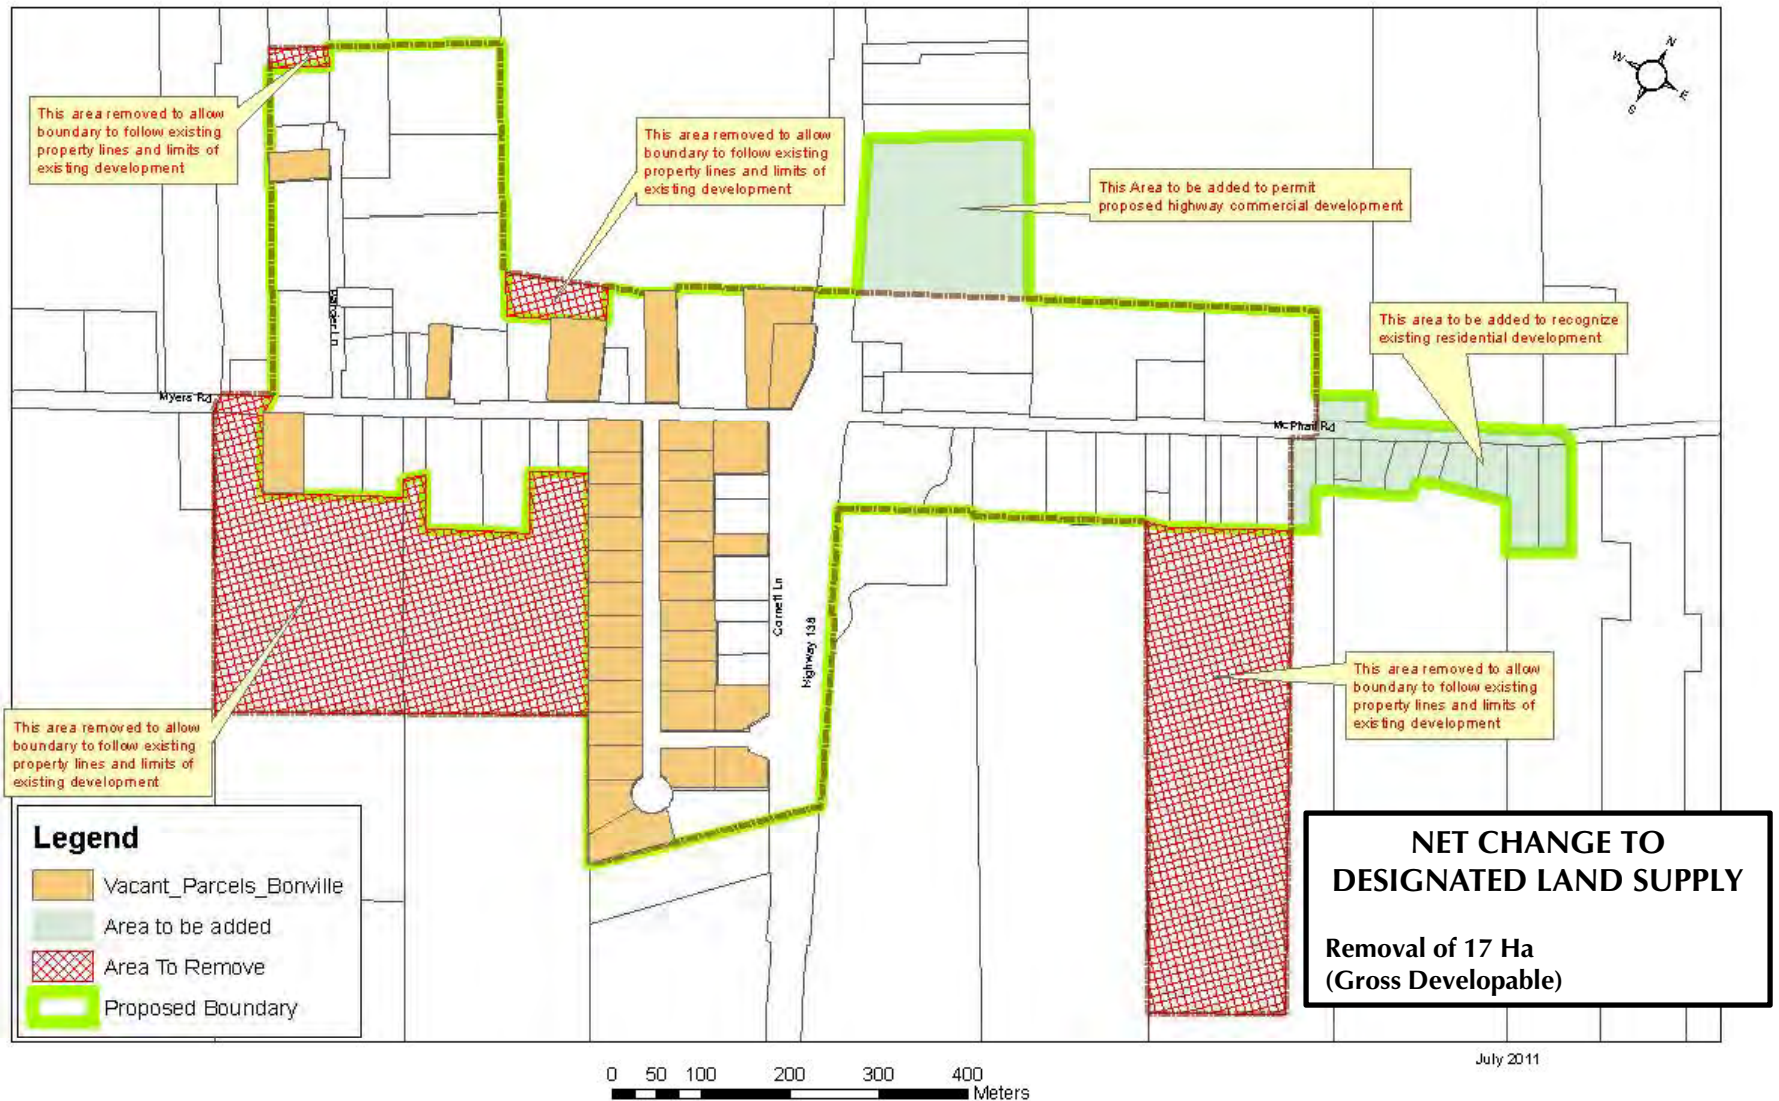 N
W
E
S
This area removed to allow
boundary to follow existing
property lines and limits of
existing development
This area removed to allow
boundary to follow existing
property lines and limits of
existing development
This Area to be added to permit
proposed highway commercial development
This area to be added to recognize
existing residential development
Myers Rd
McPhail Rd
Cornell Ln
Highway 138
This area removed to allow
boundary to follow existing
property lines and limits of
existing development
This area removed to allow
boundary to follow existing
property lines and limits of
existing development
Legend
Vacant_Parcels_Bonville
Area to be added
Area To Remove
Proposed Boundary
NET CHANGE TO
DESIGNATED LAND SUPPLY
Removal of 17 Ha
(Gross Developable)
July 2011
0 50 100 200 300 400
Meters